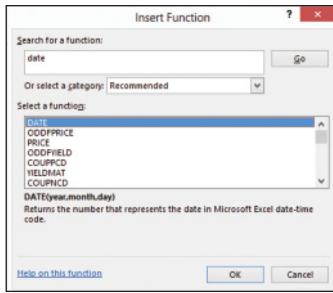 Insert Function
?
×
Search for a function:
date
Go
Or select a category: Recommended
Select a function:
DATE
ODDFPRICE
PRICE
ODDFYIELD
COUPPCD
YIELDMAT
COUPNCD
DATE(year,month,day)
Returns the number that represents the date in Microsoft Excel date-time
code.
Help on this function
OK
Cancel